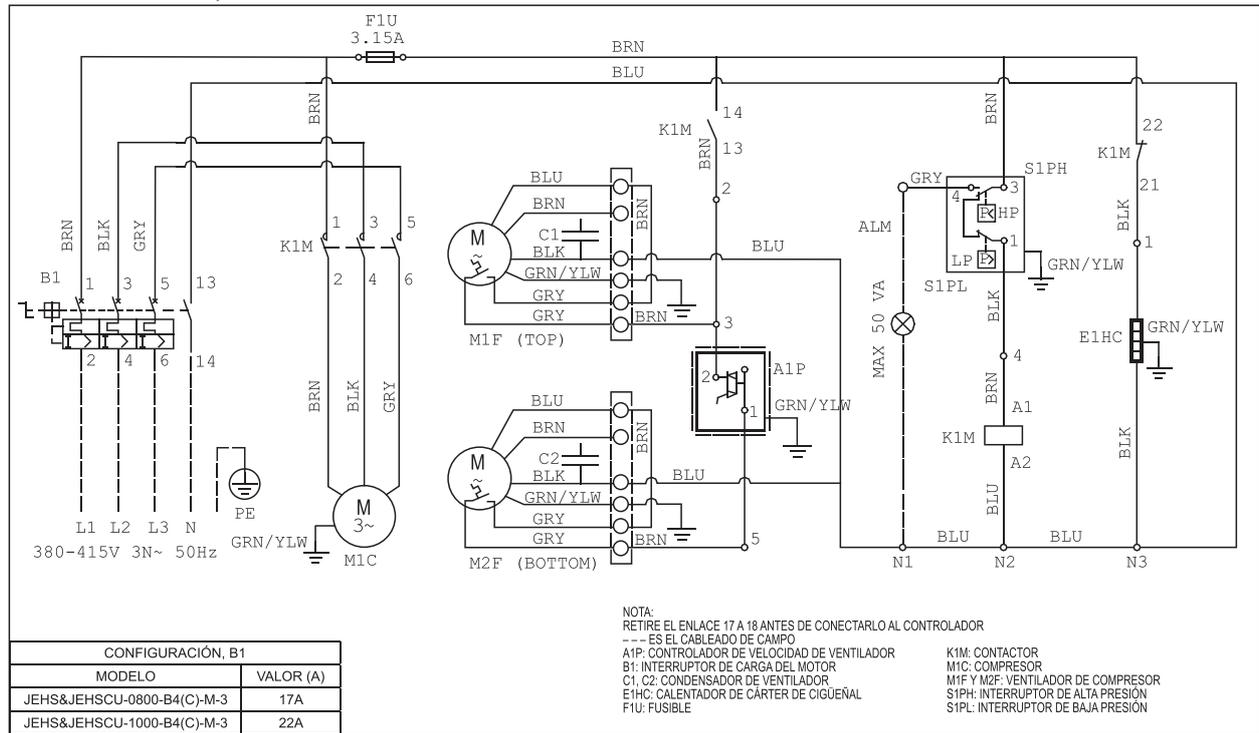 F1U
3.15A
BRN
BLU
BRN
BRN
14
K1M
13
BRN
2
22
K1M
21
BLK
1
GRY
4
3
S1PH
P< HP
LP P>
1
S1PL
GRN/YLW
ALM
MAX 50 VA
BLK
4
BRN
A1
K1M
A2
BLU
E1HC
GRN/YLW
BLK
BRN
BLK
GRY
B1
1
3
5
13
2
4
6
14
K1M
1
3
5
2
4
6
BLU
BRN
C1
BLK
GRN/YLW
GRY
GRY
BRN
BLU
BRN
3
M
~
M1F (TOP)
2
A1P
1
GRN/YLW
BRN
BLK
GRY
BLU
BRN
C2
BLK
GRN/YLW
GRY
GRY
BRN
BLU
BRN
5
M
~
M2F (BOTTOM)
L1 L2 L3 N
PE
380-415V 3N~ 50Hz
GRN/YLW
M
3~
M1C
BLU
BLU
N1
N2
N3
CONFIGURACIÓN, B1
MODELO VALOR (A)
JEHS&JEHSCU-0800-B4(C)-M-3 17A
JEHS&JEHSCU-1000-B4(C)-M-3 22A
NOTA:
RETIRE EL ENLACE 17 A 18 ANTES DE CONECTARLO AL CONTROLADOR
--- ES EL CABLEADO DE CAMPO
A1P: CONTROLADOR DE VELOCIDAD DE VENTILADOR
B1: INTERRUPTOR DE CARGA DEL MOTOR
C1, C2: CONDENSADOR DE VENTILADOR
E1HC: CALENTADOR DE CÁRTER DE CIGÜEÑAL
F1U: FUSIBLE
K1M: CONTACTOR
M1C: COMPRESOR
M1F Y M2F: VENTILADOR DE COMPRESOR
S1PH: INTERRUPTOR DE ALTA PRESIÓN
S1PL: INTERRUPTOR DE BAJA PRESIÓN